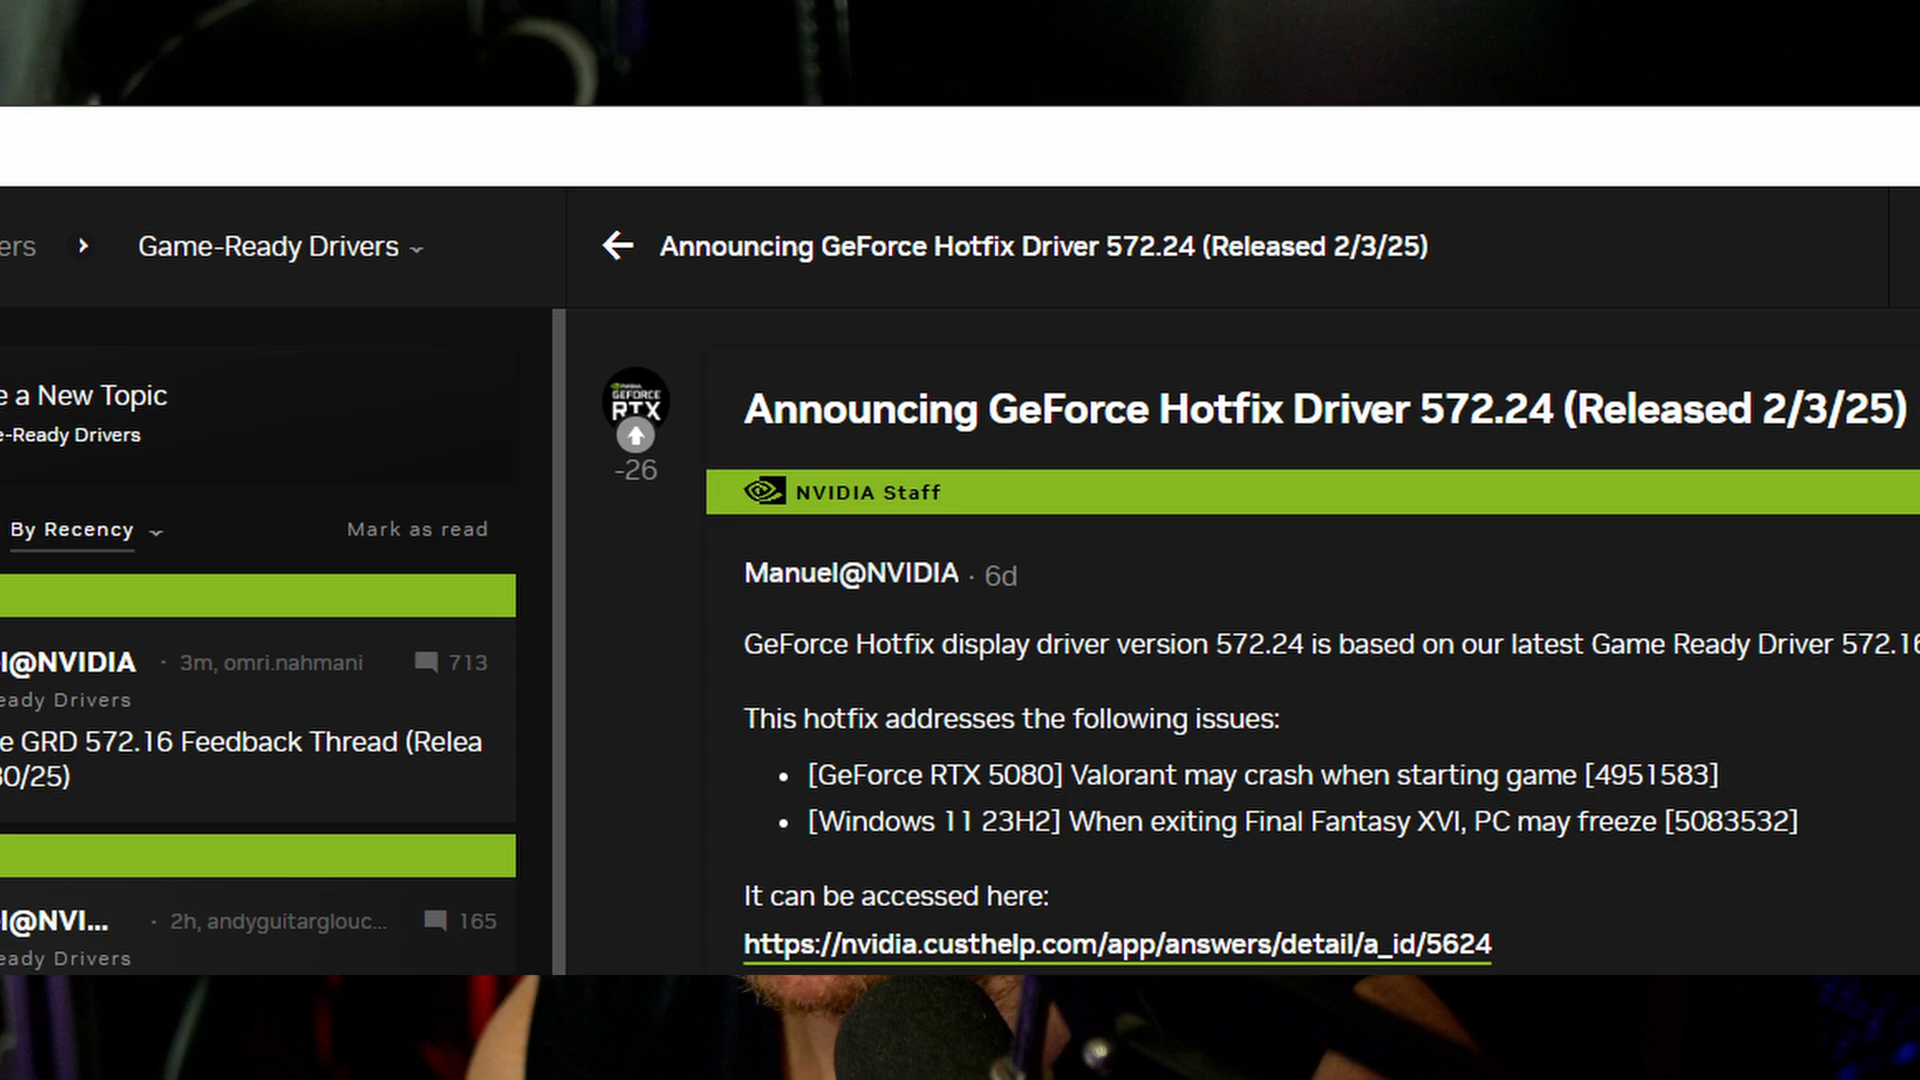 ers > Game-Ready Drivers
Announcing GeForce Hotfix Driver 572.24 (Released 2/3/25)
e a New Topic
e-Ready Drivers
By Recency
Mark as read
l@NVIDIA · 3m, omri.nahmani 713
eady Drivers
e GRD 572.16 Feedback Thread (Relea
30/25)
l@NVI... · 2h, andyguitarglouc... 165
eady Drivers
NVIDIA
GEFORCE
RTX
-26
Announcing GeForce Hotfix Driver 572.24 (Released 2/3/25)
NVIDIA Staff
Manuel@NVIDIA · 6d
GeForce Hotfix display driver version 572.24 is based on our latest Game Ready Driver 572.16
This hotfix addresses the following issues:
• [GeForce RTX 5080] Valorant may crash when starting game [4951583]
• [Windows 11 23H2] When exiting Final Fantasy XVI, PC may freeze [5083532]
It can be accessed here:
https://nvidia.custhelp.com/app/answers/detail/a_id/5624